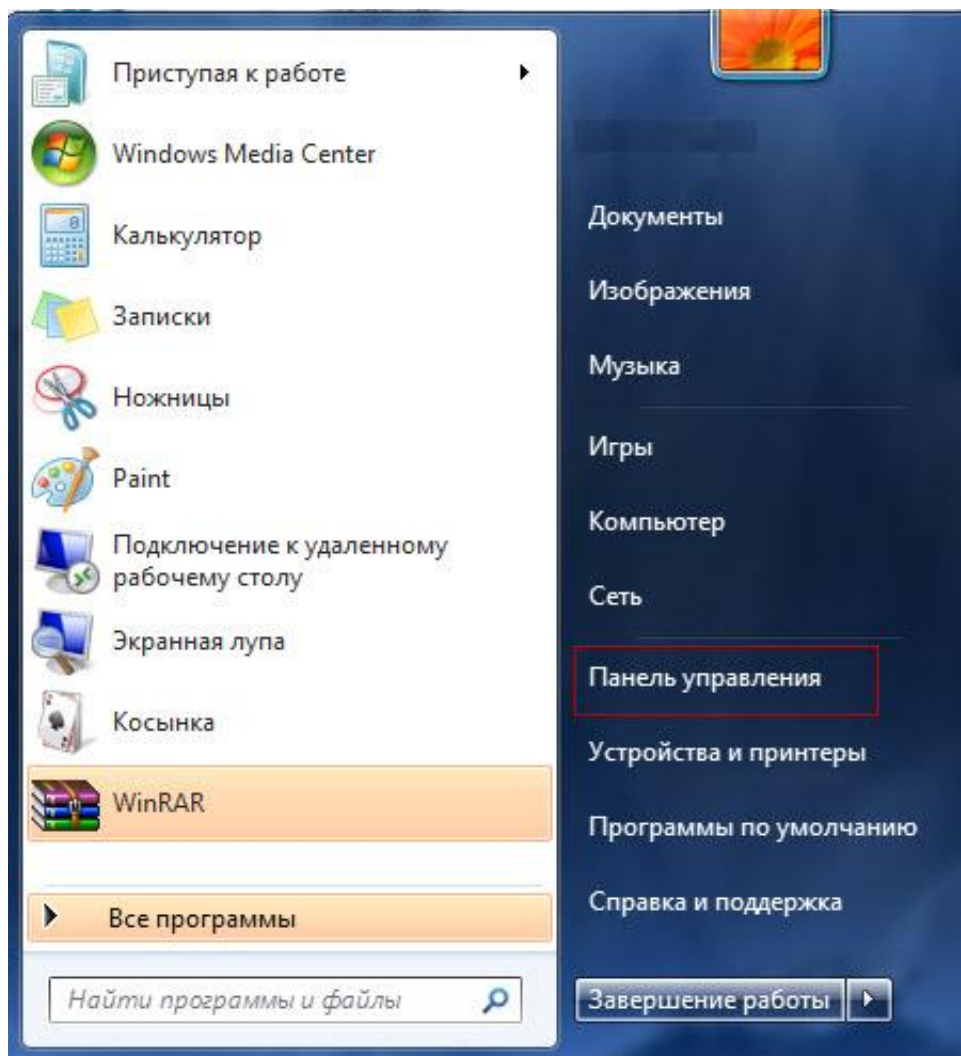 Приступая к работе
Windows Media Center
Калькулятор
Записки
Ножницы
Paint
Подключение к удаленному
рабочему столу
Экранная лупа
Косынка
WinRAR
Все программы
Найти программы и файлы
Документы
Изображения
Музыка
Игры
Компьютер
Сеть
Панель управления
Устройства и принтеры
Программы по умолчанию
Справка и поддержка
Завершение работы